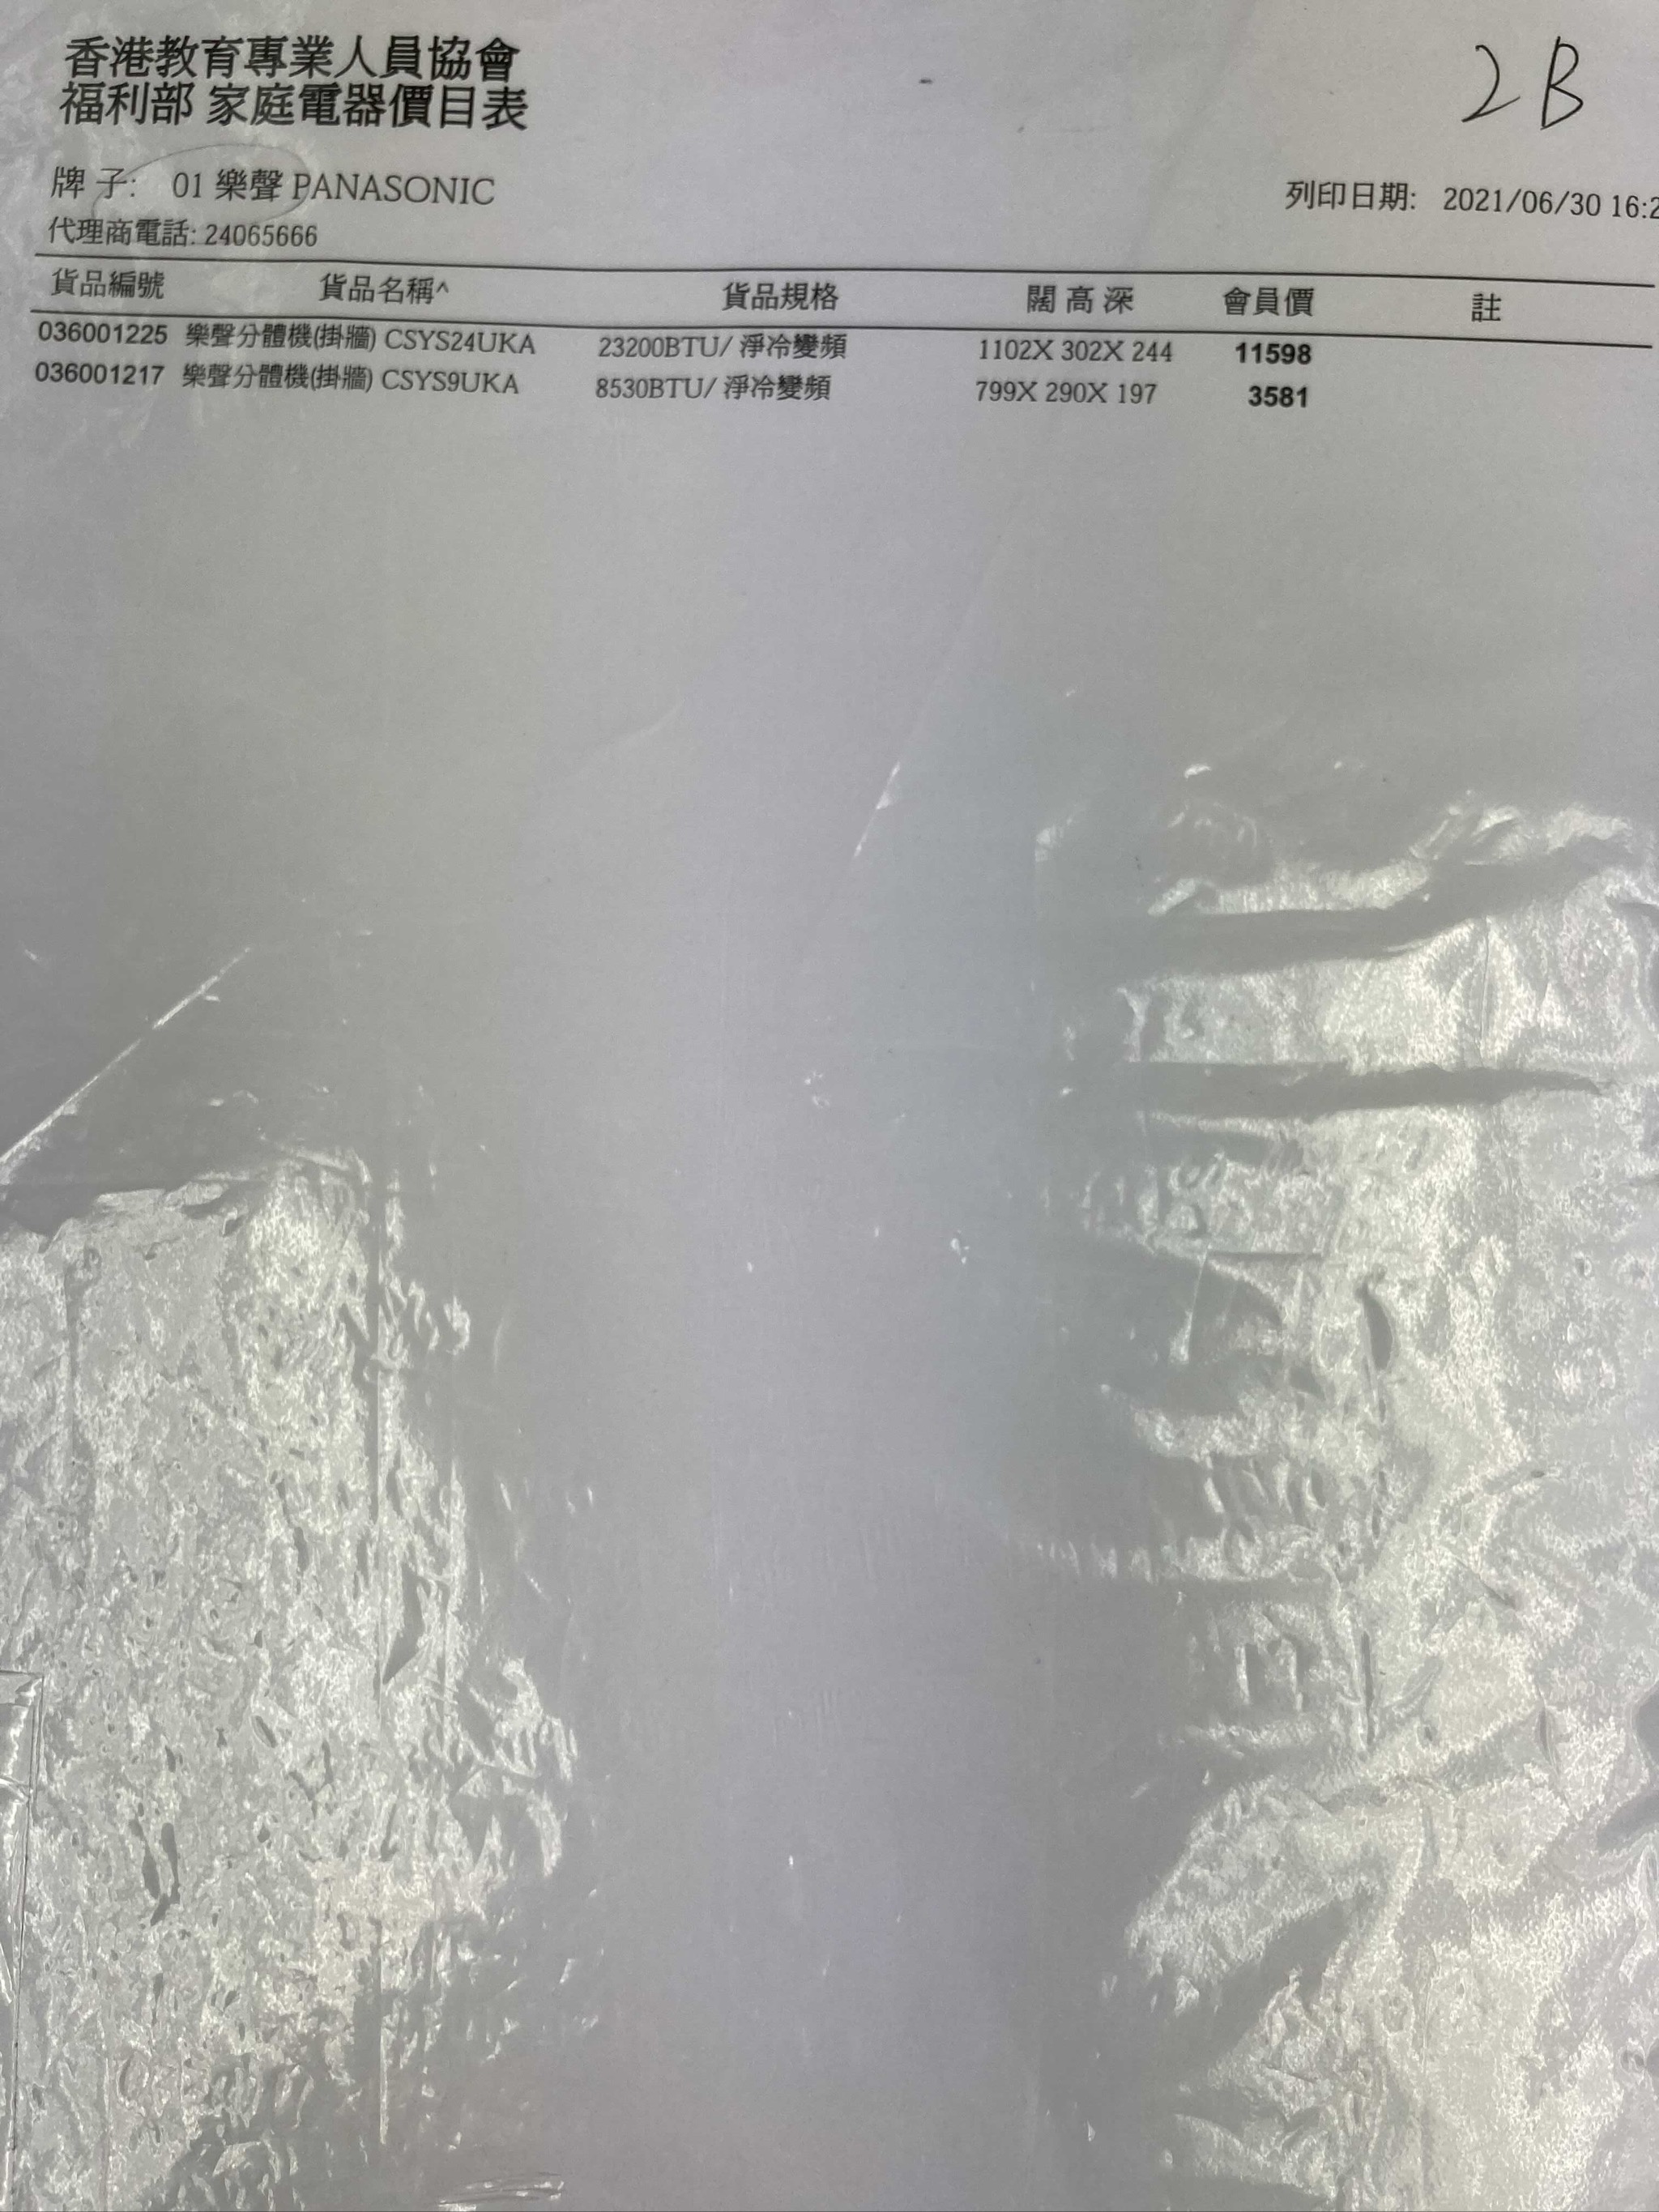 香港教育專業人員協會
福利部 家庭電器價目表
2B
牌 子: 01 樂聲 PANASONIC
列印日期: 2021/06/30 16:2
代理商電話: 24065666
貨品編號 貨品名稱^ 貨品規格 闊 高 深 會員價 註
036001225 樂聲分體機(掛牆) CSYS24UKA 23200BTU/ 淨冷變頻 1102X 302X 244 11598
036001217 樂聲分體機(掛牆) CSYS9UKA 8530BTU/ 淨冷變頻 799X 290X 197 3581